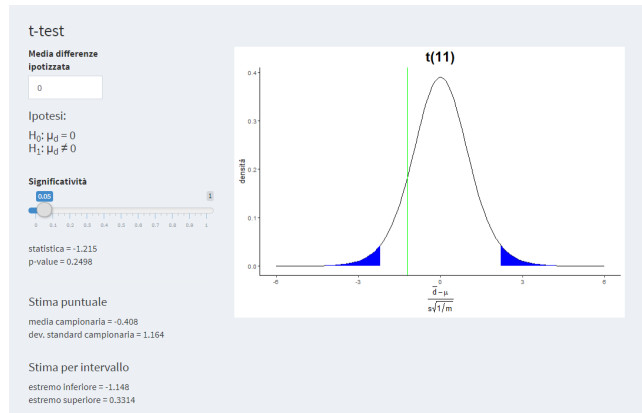 t-test
Media differenze
ipotizzata
0
Ipotesi:
H₀: μd = 0
H₁: μd ≠ 0
Significatività
0.05 1
0 0.1 0.2 0.3 0.4 0.5 0.6 0.7 0.8 0.9 1
statistica = -1.215
p-value = 0.2498
Stima puntuale
media campionaria = -0.408
dev. standard campionaria = 1.164
Stima per intervallo
estremo inferiore = -1.148
estremo superiore = 0.3314
t(11)
densità
0.4
0.3
0.2
0.1
0.0
-6 -3 0 3 6
d̅ − μ
s√1/m